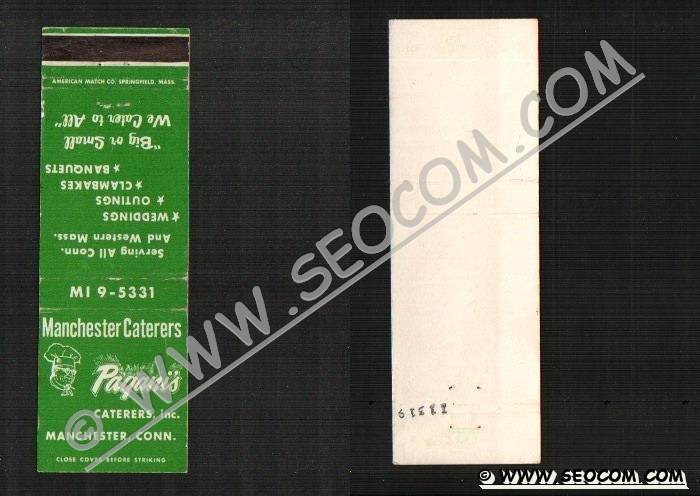 AMERICAN MATCH CO. SPRINGFIELD, MASS.
Serving All Conn.
And Western Mass.
★ WEDDINGS
★ OUTINGS
★ CLAMBAKES
★ BANQUETS
"Big or Small
We Cater to All"
MI 9-5331
Manchester Caterers
Pagani's
CATERERS, Inc.
MANCHESTER, CONN.
CLOSE COVER BEFORE STRIKING
© WWW.SEOCOM.COM
© WWW.SEOCOM.COM